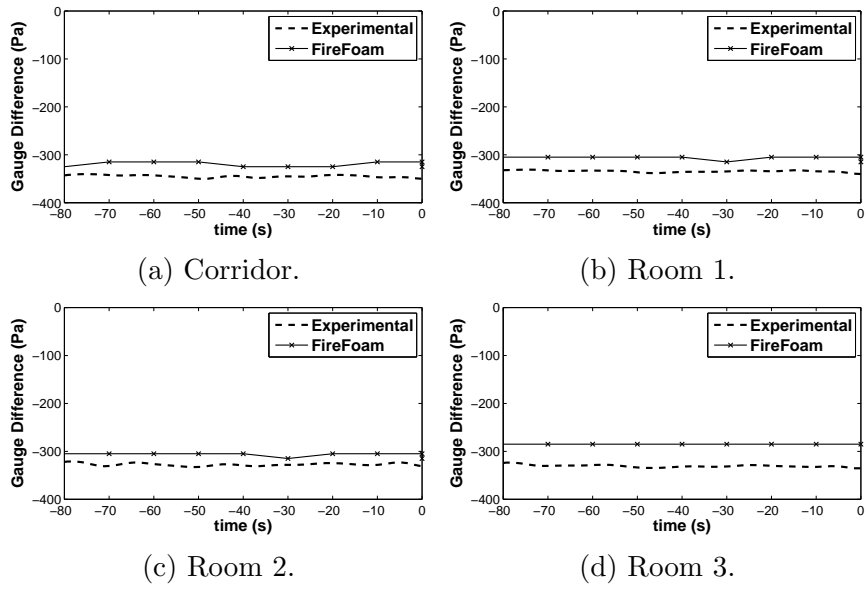 Gauge Difference (Pa)
0
−100
−200
−300
−400
−80 −70 −60 −50 −40 −30 −20 −10 0
time (s)
Experimental
FireFoam
(a) Corridor.
Gauge Difference (Pa)
0
−100
−200
−300
−400
−80 −70 −60 −50 −40 −30 −20 −10 0
time (s)
Experimental
FireFoam
(b) Room 1.
Gauge Difference (Pa)
0
−100
−200
−300
−400
−80 −70 −60 −50 −40 −30 −20 −10 0
time (s)
Experimental
FireFoam
(c) Room 2.
Gauge Difference (Pa)
0
−100
−200
−300
−400
−80 −70 −60 −50 −40 −30 −20 −10 0
time (s)
Experimental
FireFoam
(d) Room 3.